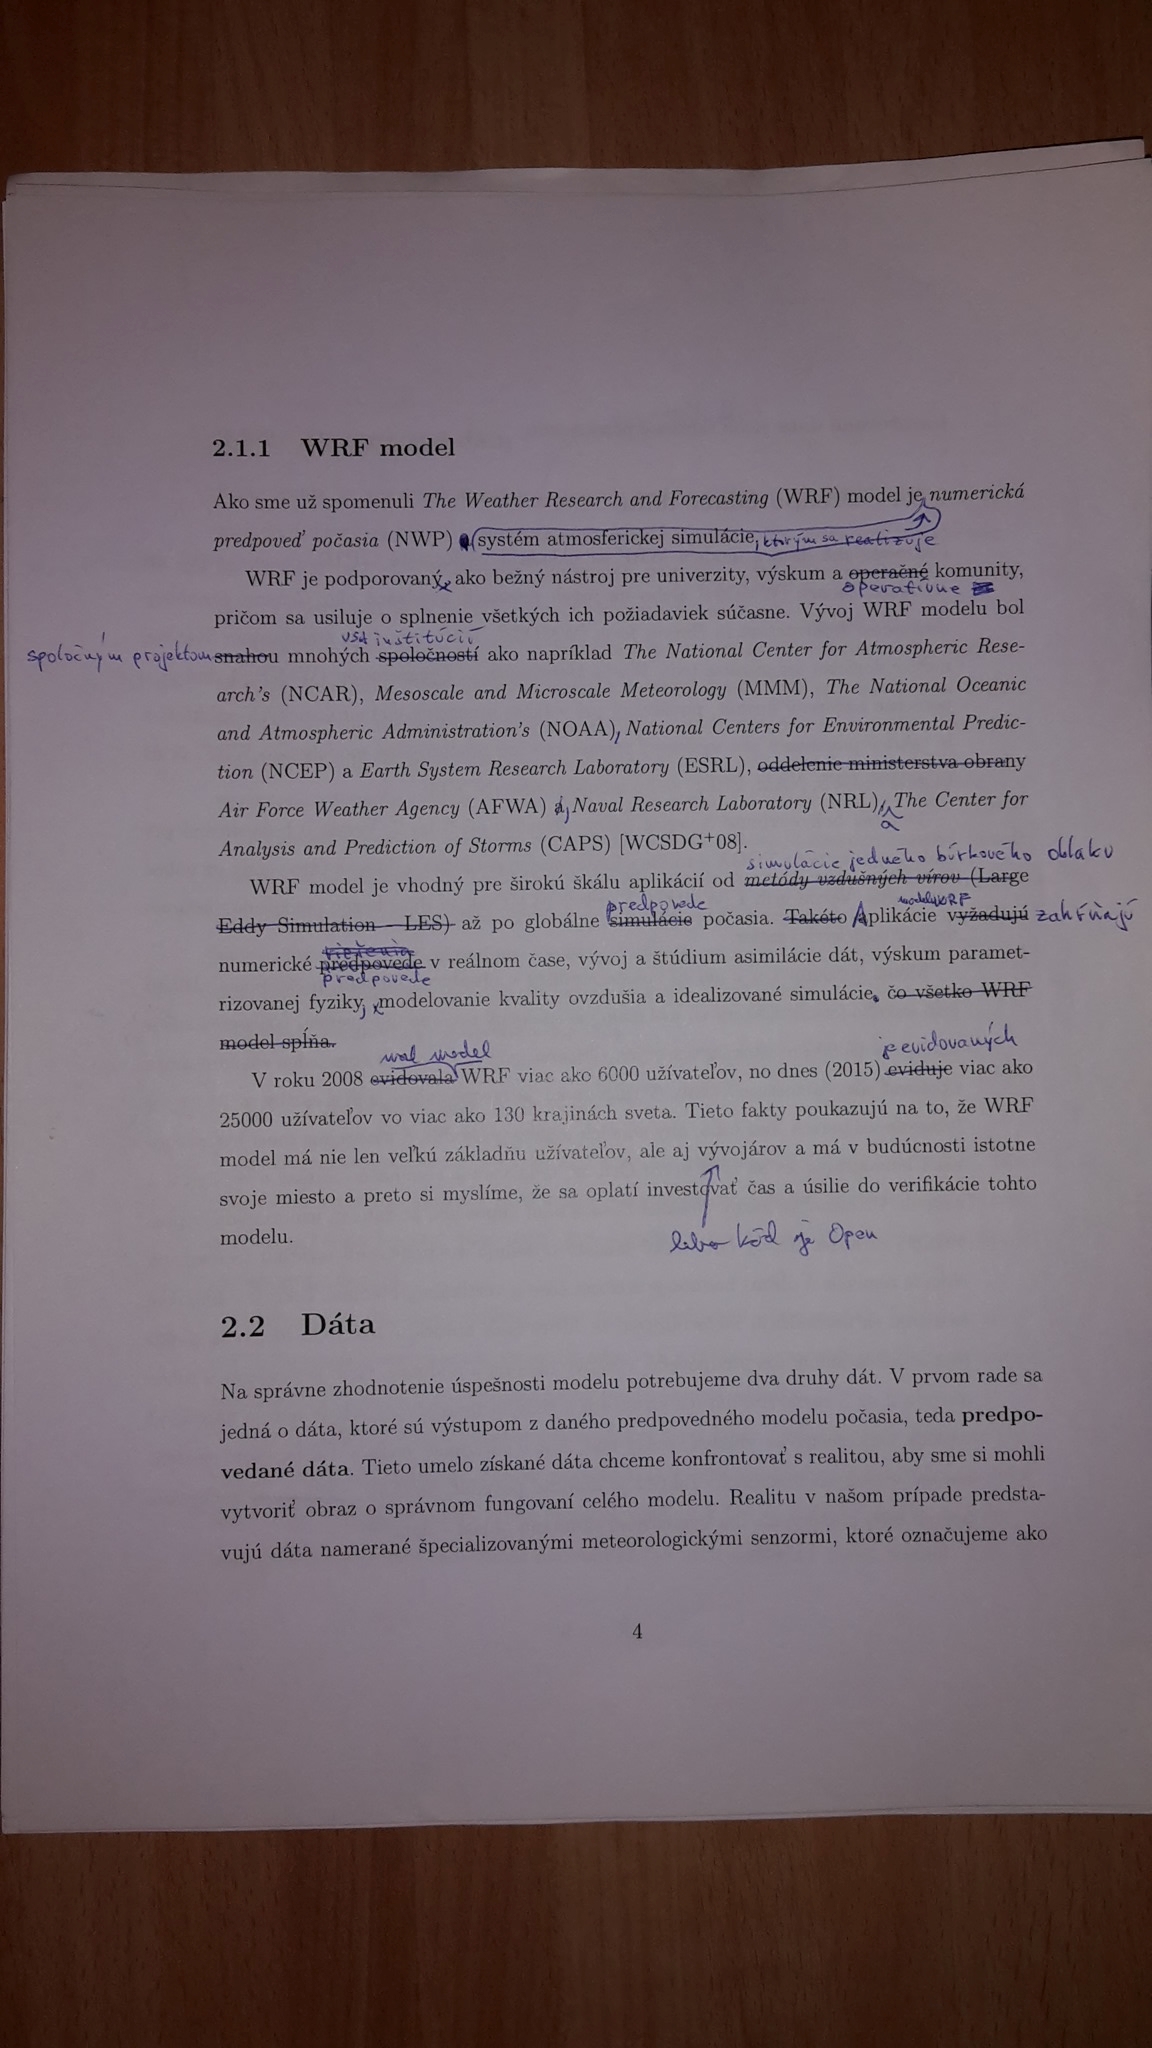 2.1.1 WRF model
Ako sme už spomenuli The Weather Research and Forecasting (WRF) model je numerická
predpoveď počasia (NWP) systém atmosferickej simulácie, ktorým sa realizuje
WRF je podporovaný, ako bežný nástroj pre univerzity, výskum a operačné komunity,
operatívne
pričom sa usiluje o splnenie všetkých ich požiadaviek súčasne. Vývoj WRF modelu bol
inštitúcií
spoločným projektom snahou mnohých spoločností ako napríklad The National Center for Atmospheric Rese-
arch's (NCAR), Mesoscale and Microscale Meteorology (MMM), The National Oceanic
and Atmospheric Administration's (NOAA), National Centers for Environmental Predic-
tion (NCEP) a Earth System Research Laboratory (ESRL), oddelenie ministerstva obrany
Air Force Weather Agency (AFWA) a, Naval Research Laboratory (NRL), The Center for
a
Analysis and Prediction of Storms (CAPS) [WCSDG+08].
simulácie jedného búrkového oblaku
WRF model je vhodný pre širokú škálu aplikácií od metódy vzdušných vírov (Large
predpovede modelu WRF
Eddy Simulation - LES) až po globálne simulácie počasia. Takéto Aplikácie vyžadujú zahŕňajú
riešenia
numerické predpovede v reálnom čase, vývoj a štúdium asimilácie dát, výskum paramet-
predpovede
rizovanej fyziky, modelovanie kvality ovzdušia a idealizované simulácie. čo všetko WRF
model spĺňa.
mal model je evidovaných
V roku 2008 evidovala WRF viac ako 6000 užívateľov, no dnes (2015) eviduje viac ako
25000 užívateľov vo viac ako 130 krajinách sveta. Tieto fakty poukazujú na to, že WRF
model má nie len veľkú základňu užívateľov, ale aj vývojárov a má v budúcnosti istotne
svoje miesto a preto si myslíme, že sa oplatí investovať čas a úsilie do verifikácie tohto
modelu.
lebo kód je Open
2.2 Dáta
Na správne zhodnotenie úspešnosti modelu potrebujeme dva druhy dát. V prvom rade sa
jedná o dáta, ktoré sú výstupom z daného predpovedného modelu počasia, teda predpo-
vedané dáta. Tieto umelo získané dáta chceme konfrontovať s realitou, aby sme si mohli
vytvoriť obraz o správnom fungovaní celého modelu. Realitu v našom prípade predsta-
vujú dáta namerané špecializovanými meteorologickými senzormi, ktoré označujeme ako
4